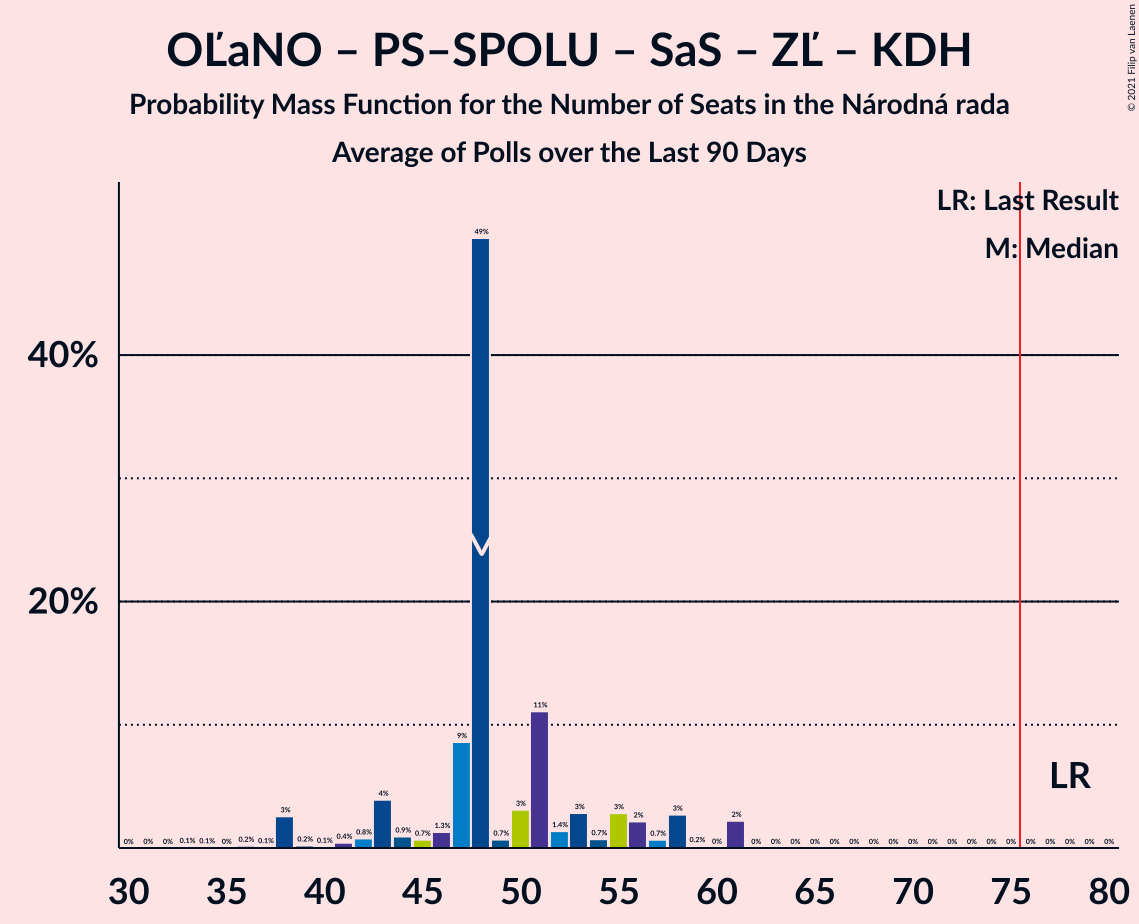 OĽaNO – PS–SPOLU – SaS – ZĽ – KDH
Probability Mass Function for the Number of Seats in the Národná rada
Average of Polls over the Last 90 Days
© 2021 Filip van Laenen
LR: Last Result
M: Median
49%
40%
20%
11%
9%
LR
4%
3% 3% 3% 3% 3%
2% 2%
1.3% 1.4%
0.8% 0.9% 0.7% 0.7% 0.7% 0.7%
0% 0% 0% 0.1% 0.1% 0% 0.2% 0.1% 0.2% 0.1% 0.4% 0.2% 0% 0% 0% 0% 0% 0% 0% 0% 0% 0% 0% 0% 0% 0% 0% 0% 0% 0% 0% 0%
30 35 40 45 50 55 60 65 70 75 80